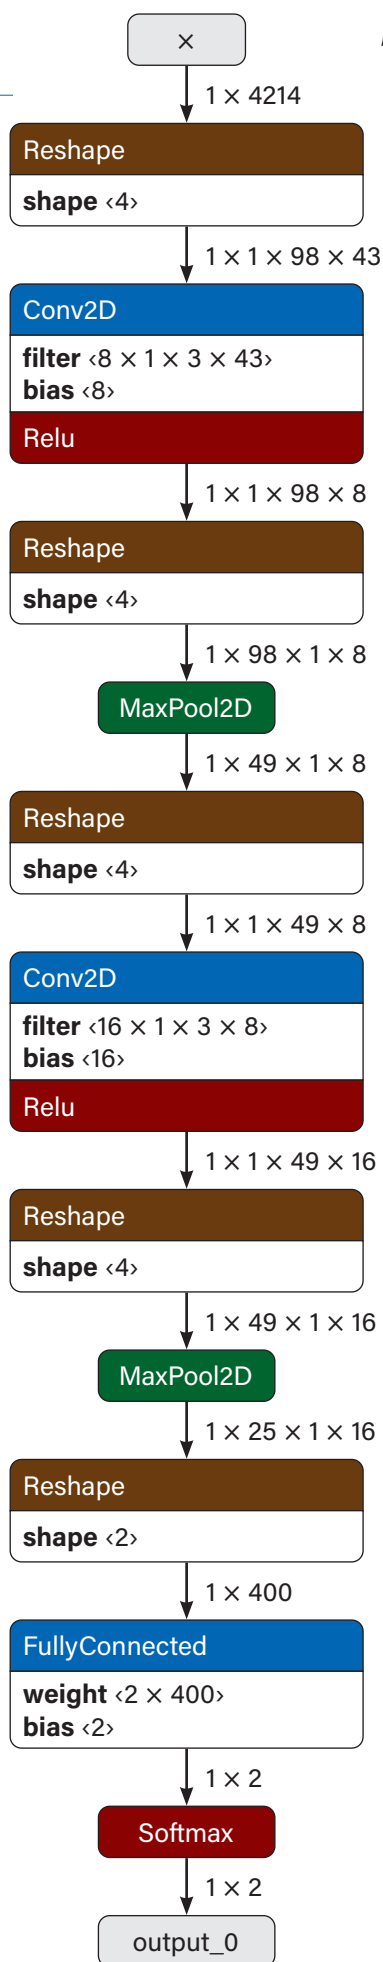 ×
1 × 4214
Reshape
shape ‹4›
1 × 1 × 98 × 43
Conv2D
filter ‹8 × 1 × 3 × 43›
bias ‹8›
Relu
1 × 1 × 98 × 8
Reshape
shape ‹4›
1 × 98 × 1 × 8
MaxPool2D
1 × 49 × 1 × 8
Reshape
shape ‹4›
1 × 1 × 49 × 8
Conv2D
filter ‹16 × 1 × 3 × 8›
bias ‹16›
Relu
1 × 1 × 49 × 16
Reshape
shape ‹4›
1 × 49 × 1 × 16
MaxPool2D
1 × 25 × 1 × 16
Reshape
shape ‹2›
1 × 400
FullyConnected
weight ‹2 × 400›
bias ‹2›
1 × 2
Softmax
1 × 2
output_0